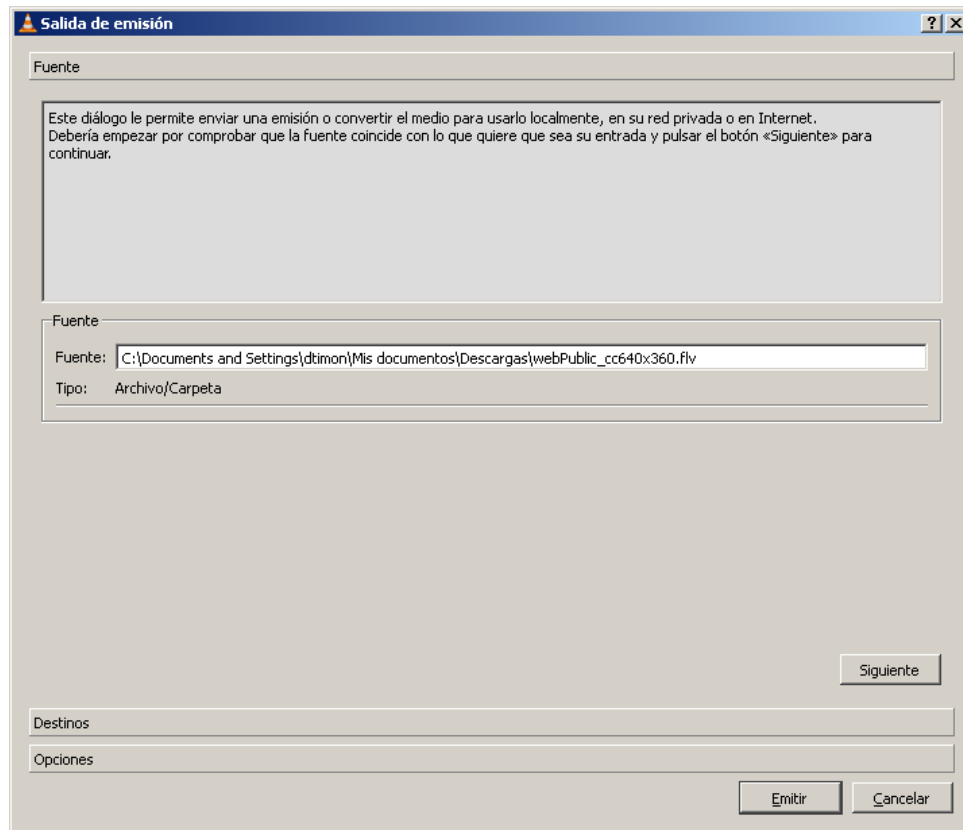 Salida de emisión
Fuente
Este diálogo le permite enviar una emisión o convertir el medio para usarlo localmente, en su red privada o en Internet.
Debería empezar por comprobar que la fuente coincide con lo que quiere que sea su entrada y pulsar el botón «Siguiente» para
continuar.
Fuente
Fuente: C:\Documents and Settings\dtimon\Mis documentos\Descargas\webPublic_cc640x360.flv
Tipo: Archivo/Carpeta
Siguiente
Destinos
Opciones
Emitir Cancelar